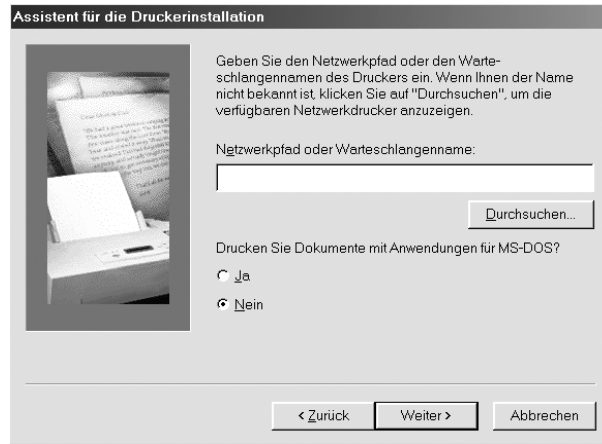 Assistent für die Druckerinstallation
Geben Sie den Netzwerkpfad oder den Warte-
schlangennamen des Druckers ein. Wenn Ihnen der Name
nicht bekannt ist, klicken Sie auf "Durchsuchen", um die
verfügbaren Netzwerkdrucker anzuzeigen.
Netzwerkpfad oder Warteschlangenname:
Durchsuchen...
Drucken Sie Dokumente mit Anwendungen für MS-DOS?
Ja
Nein
< Zurück
Weiter >
Abbrechen